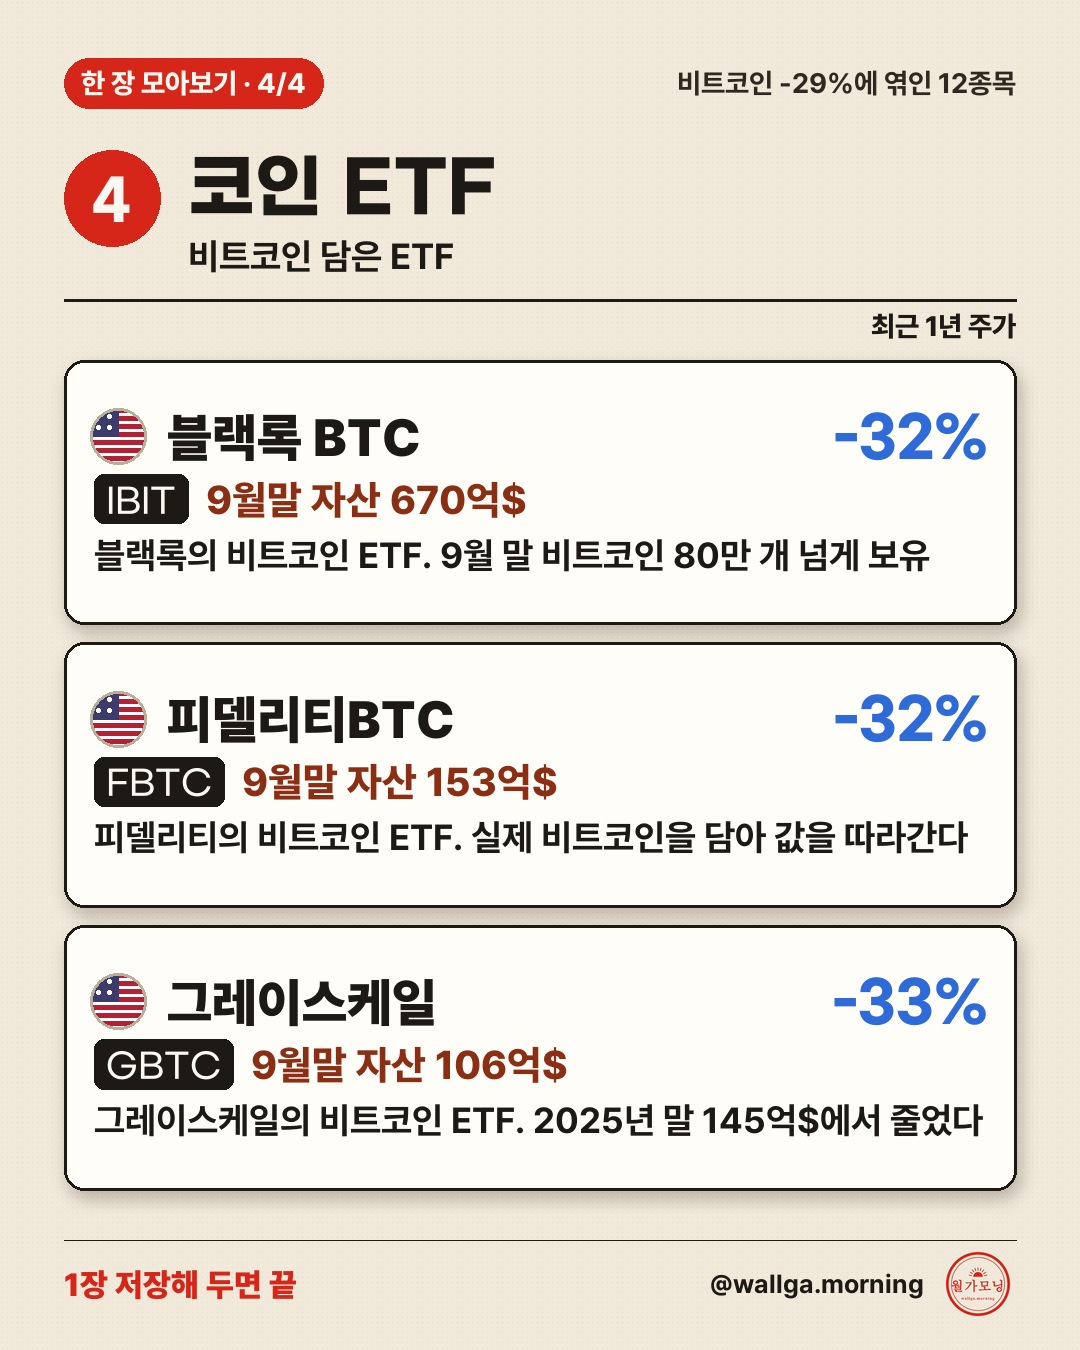 한 장 모아보기 · 4/4
비트코인 -29%에 엮인 12종목
4
코인 ETF
비트코인 담은 ETF
최근 1년 주가
블랙록 BTC
-32%
IBIT 9월말 자산 670억$
블랙록의 비트코인 ETF. 9월 말 비트코인 80만 개 넘게 보유
피델리티BTC
-32%
FBTC 9월말 자산 153억$
피델리티의 비트코인 ETF. 실제 비트코인을 담아 값을 따라간다
그레이스케일
-33%
GBTC 9월말 자산 106억$
그레이스케일의 비트코인 ETF. 2025년 말 145억$에서 줄었다
1장 저장해 두면 끝
@wallga.morning
월가모닝
wallga.morning